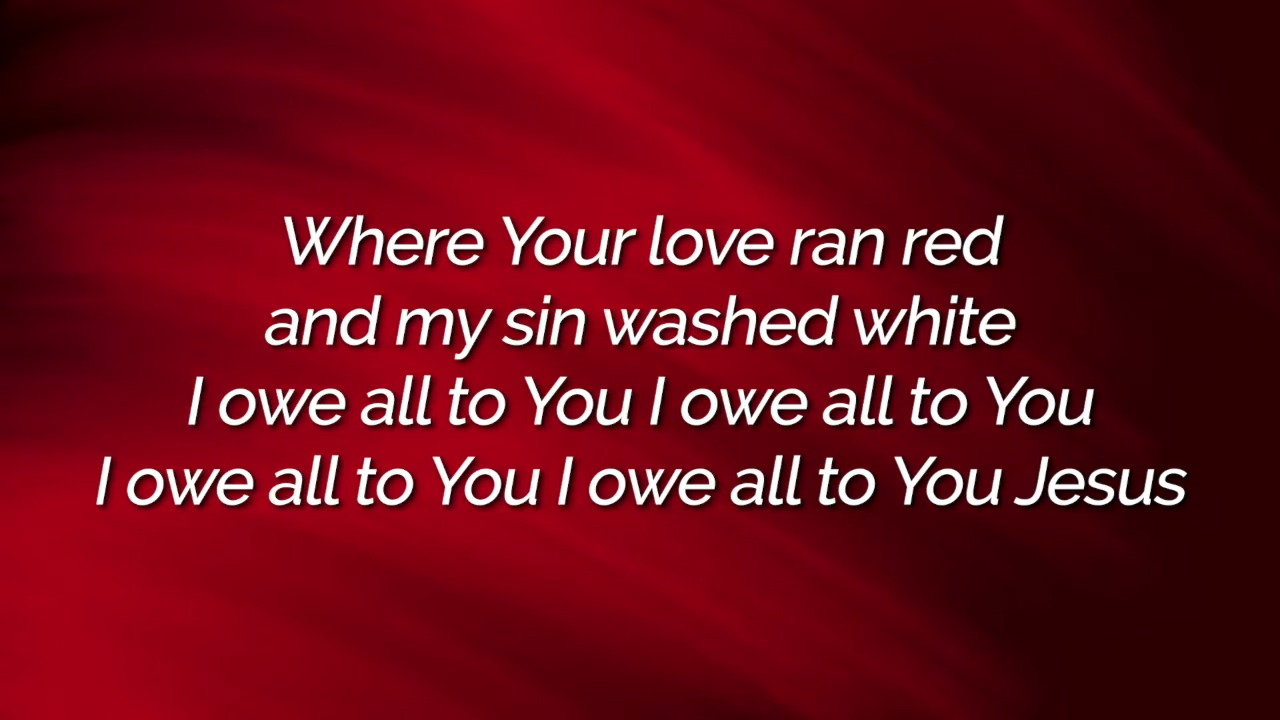 Where Your love ran red
and my sin washed white
I owe all to You I owe all to You
I owe all to You I owe all to You Jesus